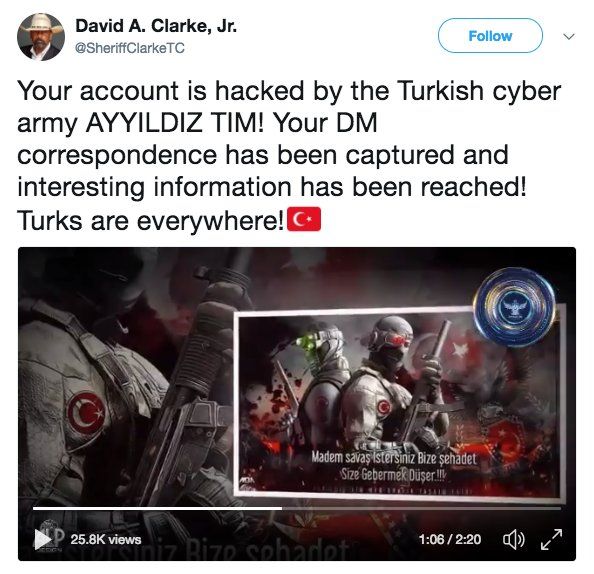 David A. Clarke, Jr.
@SheriffClarkeTC
Follow
Your account is hacked by the Turkish cyber
army AYYILDIZ TIM! Your DM
correspondence has been captured and
interesting information has been reached!
Turks are everywhere!🇹🇷
Madem savaş İstersiniz Bize şehadet
Size Gebermek Düşer.!!!
25.8K views
1:06 / 2:20
rsiniz Bize şehadet